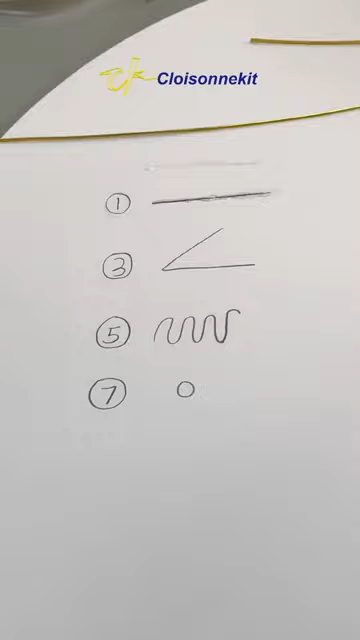 Cloisonnekit
①
③
⑤
⑦